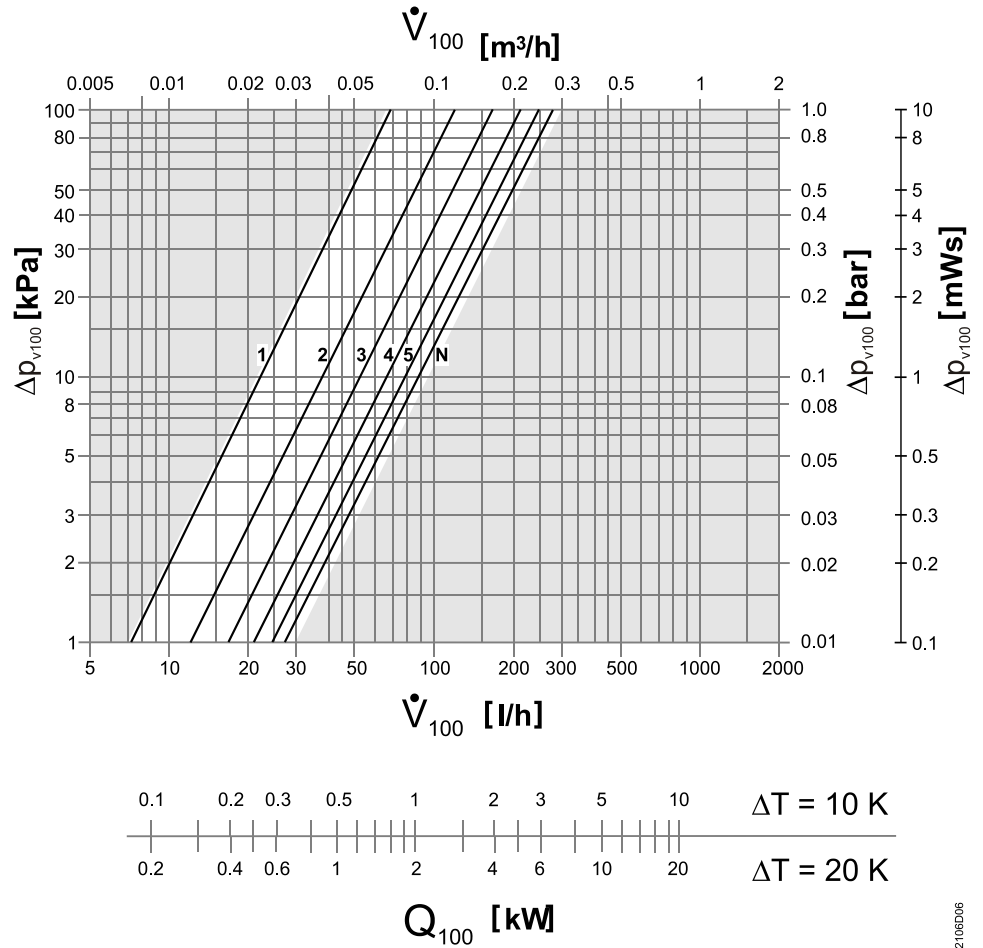 V̇100 [m³/h]
0.005 0.01 0.02 0.03 0.05 0.1 0.2 0.3 0.5 1 2
100 1.0 10
80 0.8 8
50 0.5 5
40 0.4 4
30 0.3 3
20 0.2 2
1 2 3 4 5 N
10 0.1 1
8 0.08
5 0.05 0.5
3 0.03 0.3
2 0.02 0.2
1 0.01 0.1
Δpv100 [kPa]
Δpv100 [bar]
Δpv100 [mWs]
5 10 20 30 50 100 200 300 500 1000 2000
V̇100 [l/h]
0.1 0.2 0.3 0.5 1 2 3 5 10 ΔT = 10 K
0.2 0.4 0.6 1 2 4 6 10 20 ΔT = 20 K
Q100 [kW]
2106D06